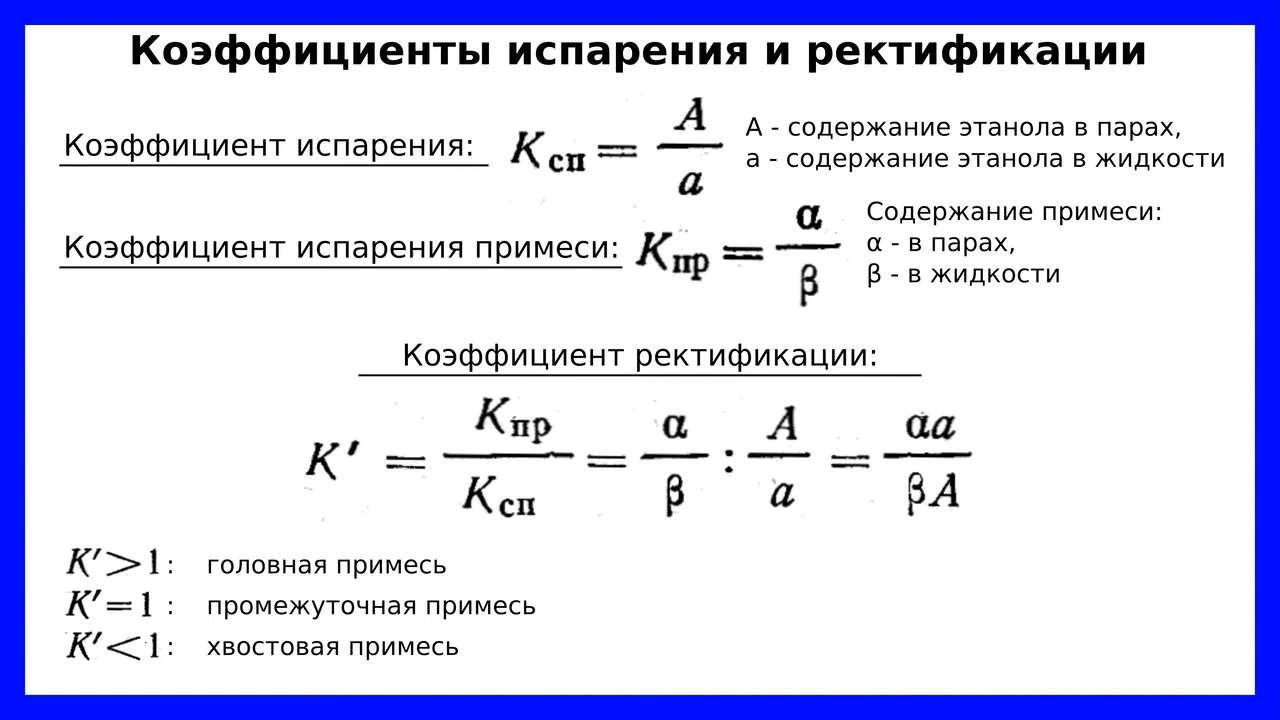 Коэффициенты испарения и ректификации
Коэффициент испарения: Kсп = A/a
А - содержание этанола в парах,
а - содержание этанола в жидкости
Коэффициент испарения примеси: Kпр = α/β
Содержание примеси:
α - в парах,
β - в жидкости
Коэффициент ректификации:
K′ = Kпр/Kсп = α/β : A/a = αa/βA
K′>1 : головная примесь
K′=1 : промежуточная примесь
K′<1 : хвостовая примесь